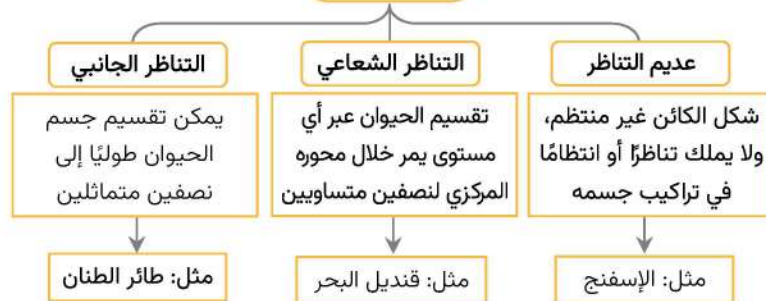 عديم التناظر
شكل الكائن غير منتظم،
ولا يملك تناظرًا أو انتظامًا
في تراكيب جسمه
مثل: الإسفنج
التناظر الشعاعي
تقسيم الحيوان عبر أي
مستوى يمر خلال محوره
المركزي لنصفين متساويين
مثل: قنديل البحر
التناظر الجانبي
يمكن تقسيم جسم
الحيوان طوليًا إلى
نصفين متماثلين
مثل: طائر الطنان